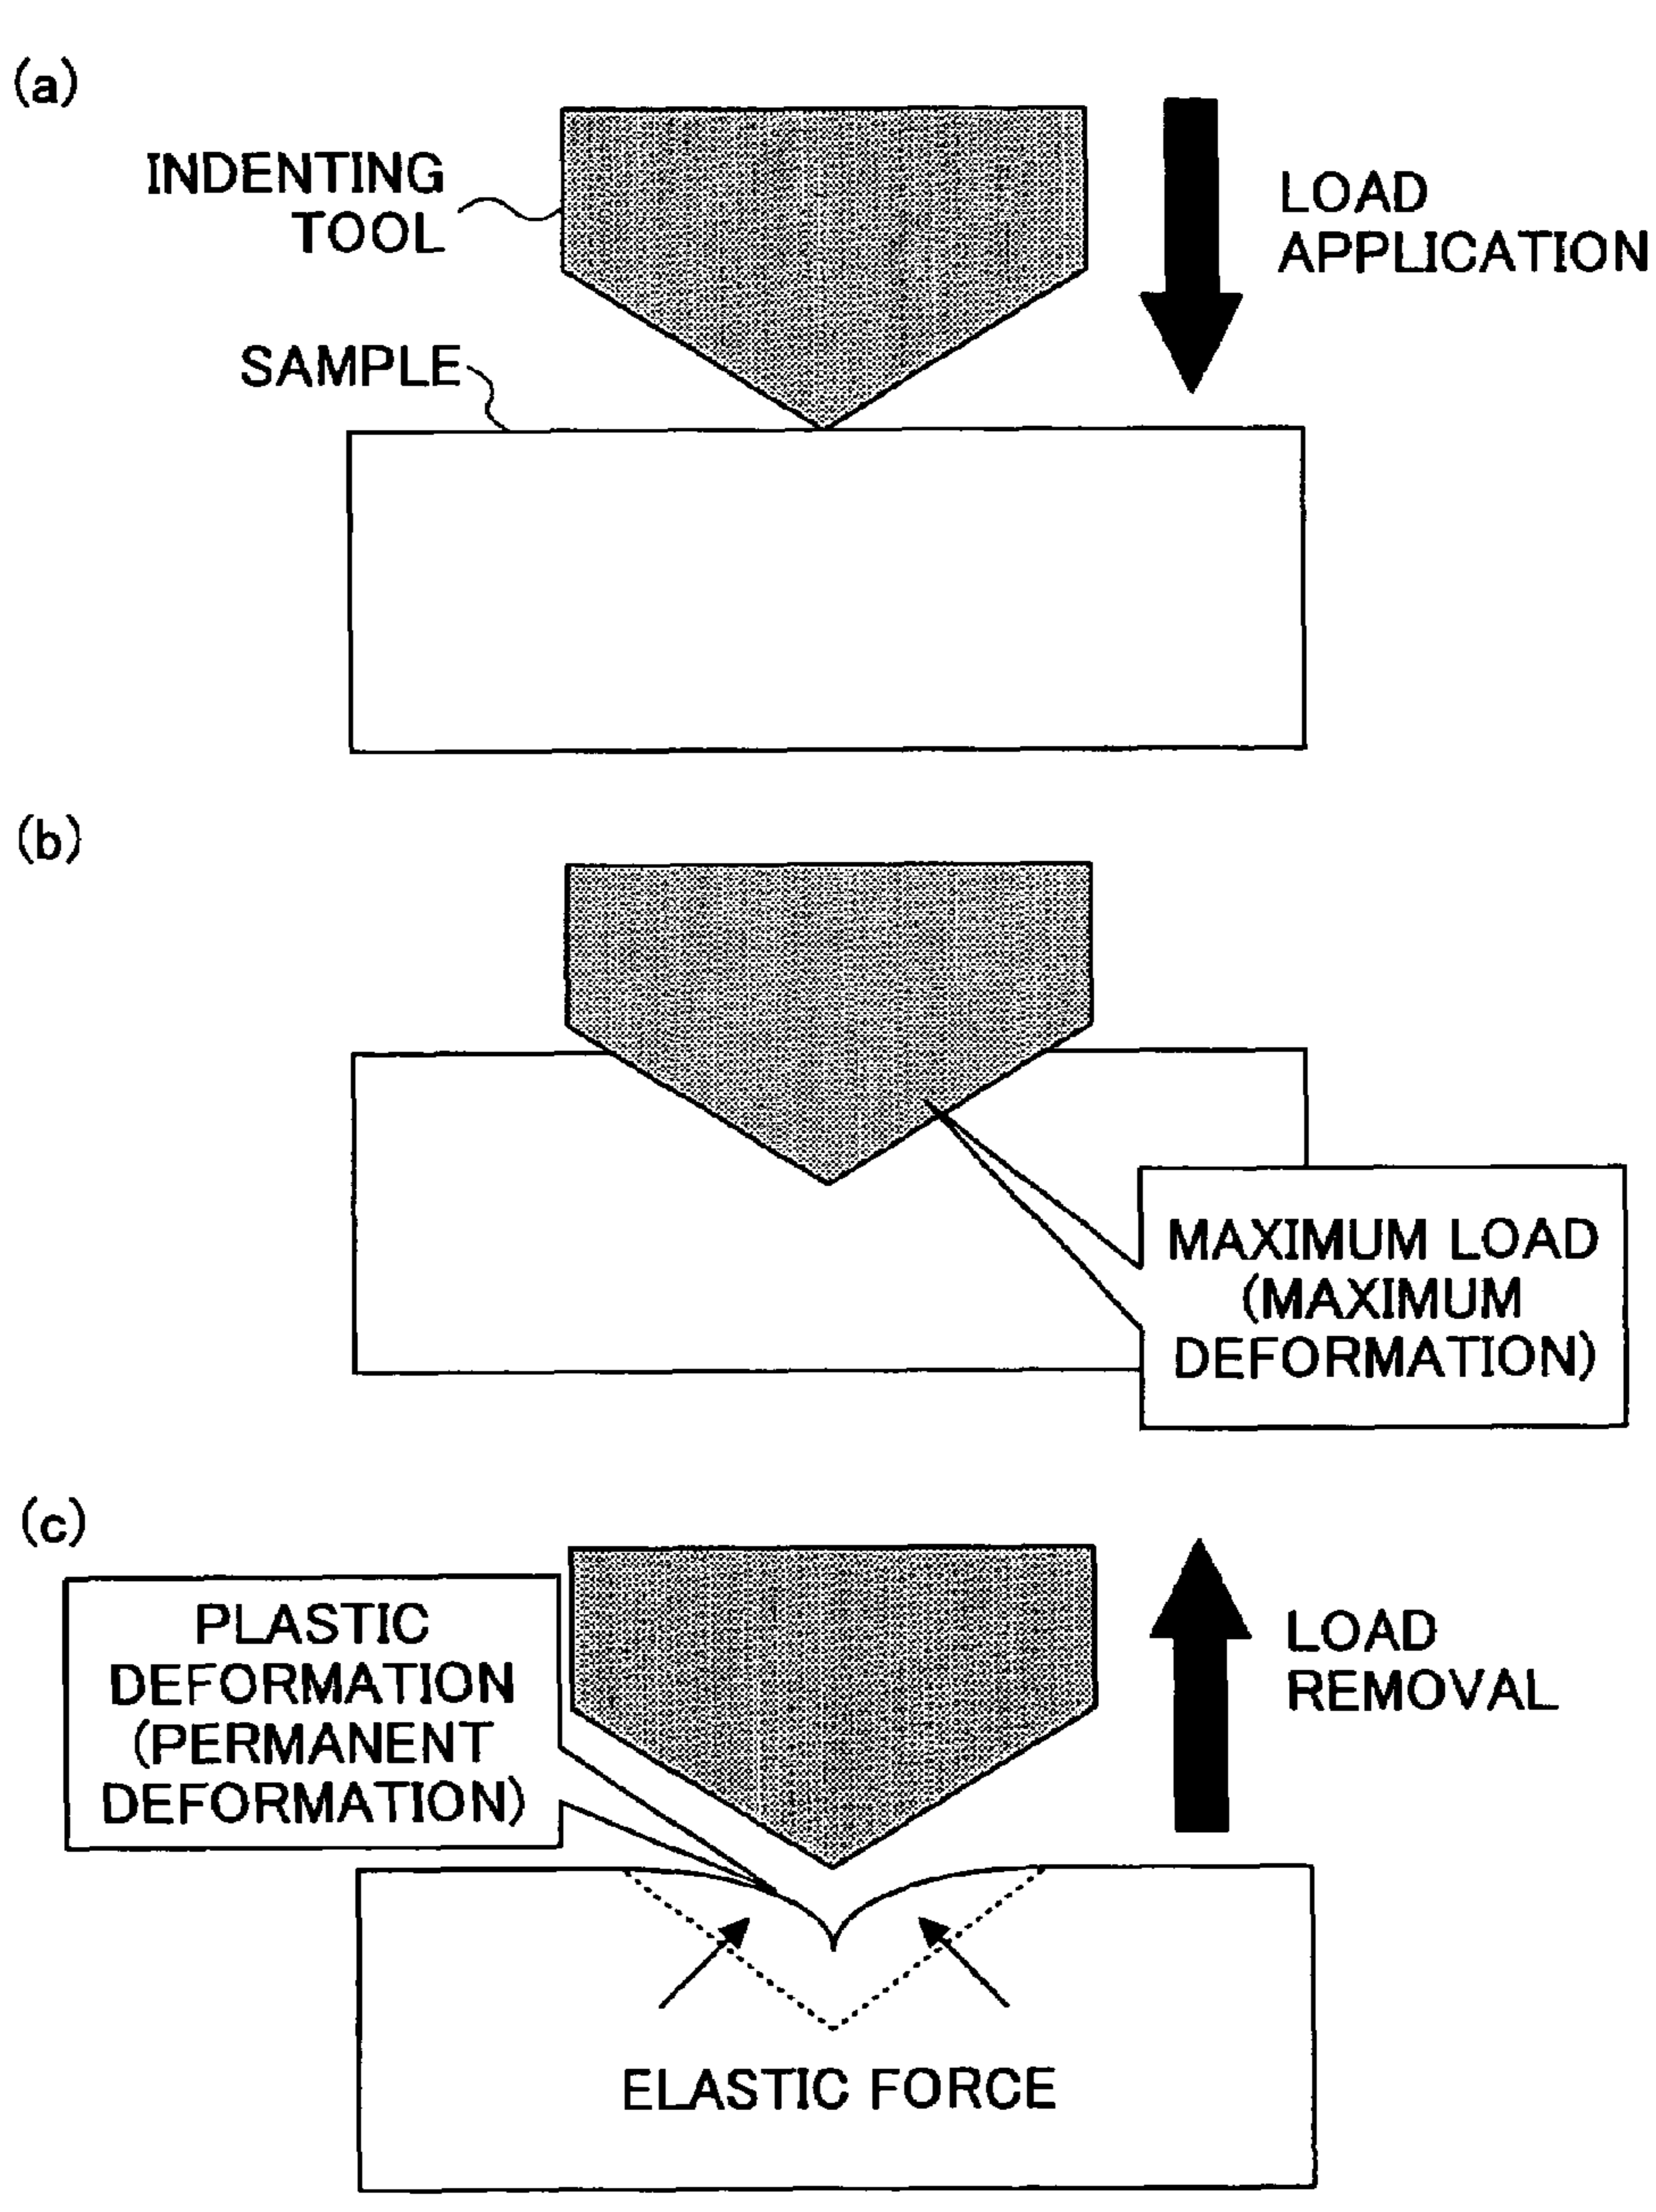 (a)
INDENTING
TOOL
LOAD
APPLICATION
SAMPLE
(b)
MAXIMUM LOAD
(MAXIMUM
DEFORMATION)
(c)
PLASTIC
DEFORMATION
(PERMANENT
DEFORMATION)
LOAD
REMOVAL
ELASTIC FORCE